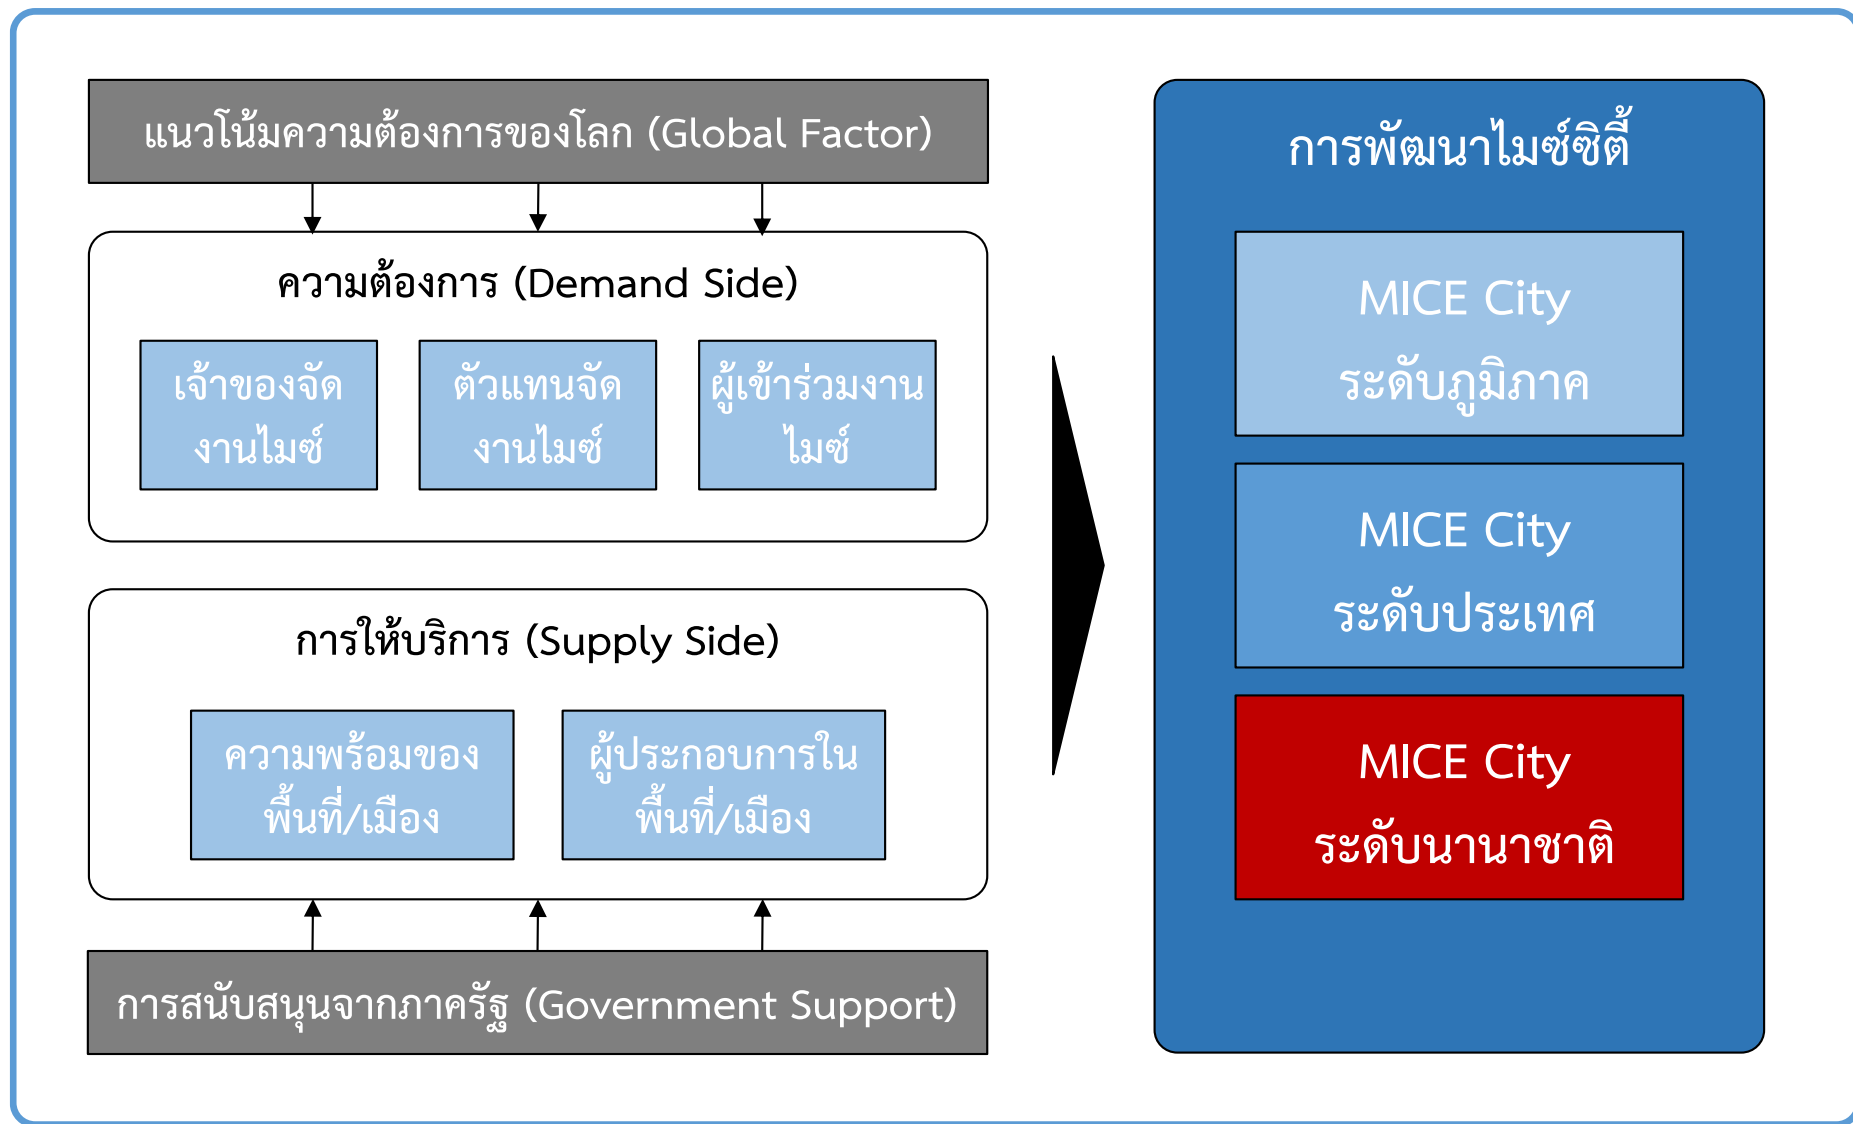 แนวโน้มความต้องการของโลก (Global Factor)
ความต้องการ (Demand Side)
เจ้าของจัด
งานไมซ์
ตัวแทนจัด
งานไมซ์
ผู้เข้าร่วมงาน
ไมซ์
การให้บริการ (Supply Side)
ความพร้อมของ
พื้นที่/เมือง
ผู้ประกอบการใน
พื้นที่/เมือง
การสนับสนุนจากภาครัฐ (Government Support)
การพัฒนาไมซ์ซิตี้
MICE City
ระดับภูมิภาค
MICE City
ระดับประเทศ
MICE City
ระดับนานาชาติ